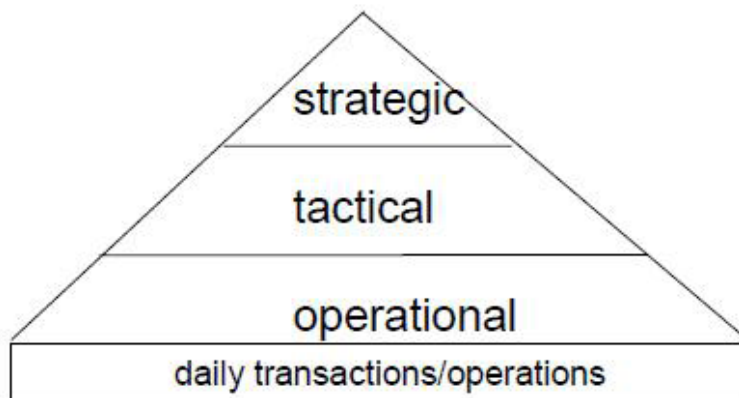 strategic
tactical
operational
daily transactions/operations